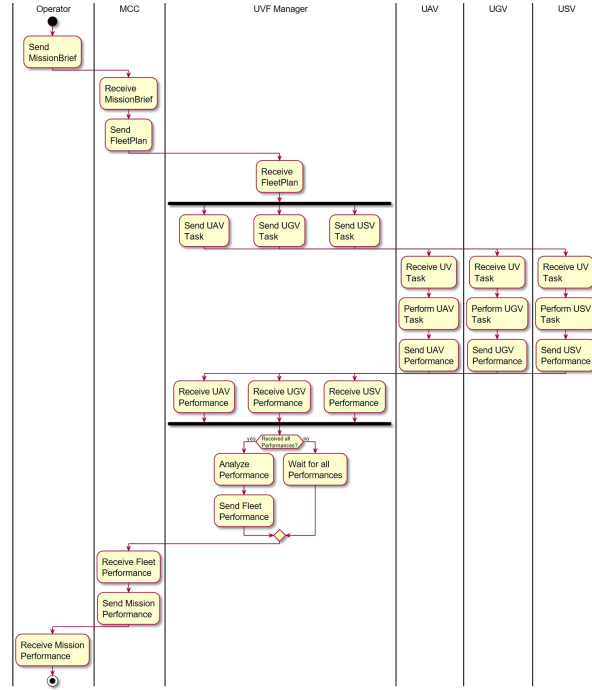 Operator
MCC
UVF Manager
UAV
UGV
USV
Send
MissionBrief
Receive
MissionBrief
Send
FleetPlan
Receive
FleetPlan
Send UAV
Task
Send UGV
Task
Send USV
Task
Receive UV
Task
Receive UV
Task
Receive UV
Task
Perform UAV
Task
Perform UGV
Task
Perform USV
Task
Send UAV
Performance
Send UGV
Performance
Send USV
Performance
Receive UAV
Performance
Receive UGV
Performance
Receive USV
Performance
yes
Received all
Performances?
no
Analyze
Performance
Wait for all
Performances
Send Fleet
Performance
Receive Fleet
Performance
Send Mission
Performance
Receive Mission
Performance